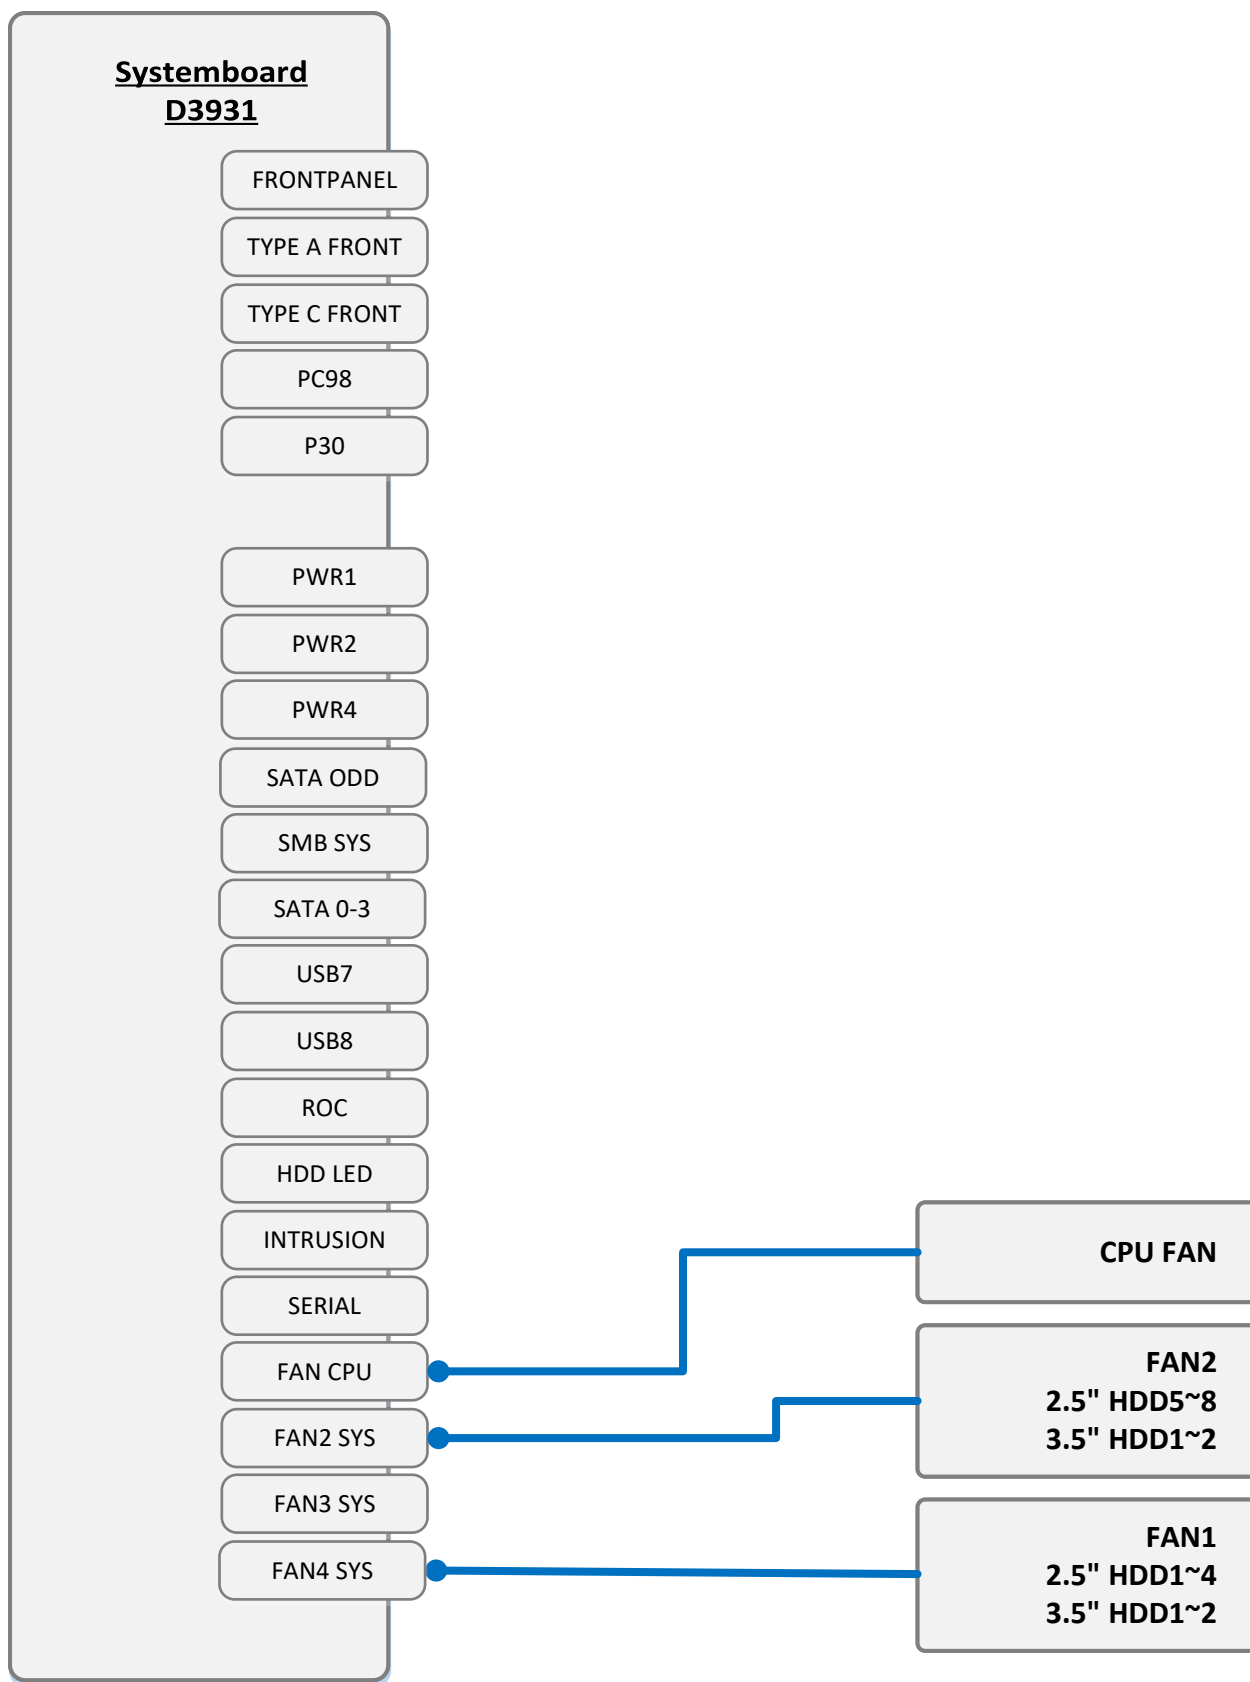 Systemboard
D3931
FRONTPANEL
TYPE A FRONT
TYPE C FRONT
PC98
P30
PWR1
PWR2
PWR4
SATA ODD
SMB SYS
SATA 0-3
USB7
USB8
ROC
HDD LED
INTRUSION
SERIAL
FAN CPU
FAN2 SYS
FAN3 SYS
FAN4 SYS
CPU FAN
FAN2
2.5" HDD5~8
3.5" HDD1~2
FAN1
2.5" HDD1~4
3.5" HDD1~2